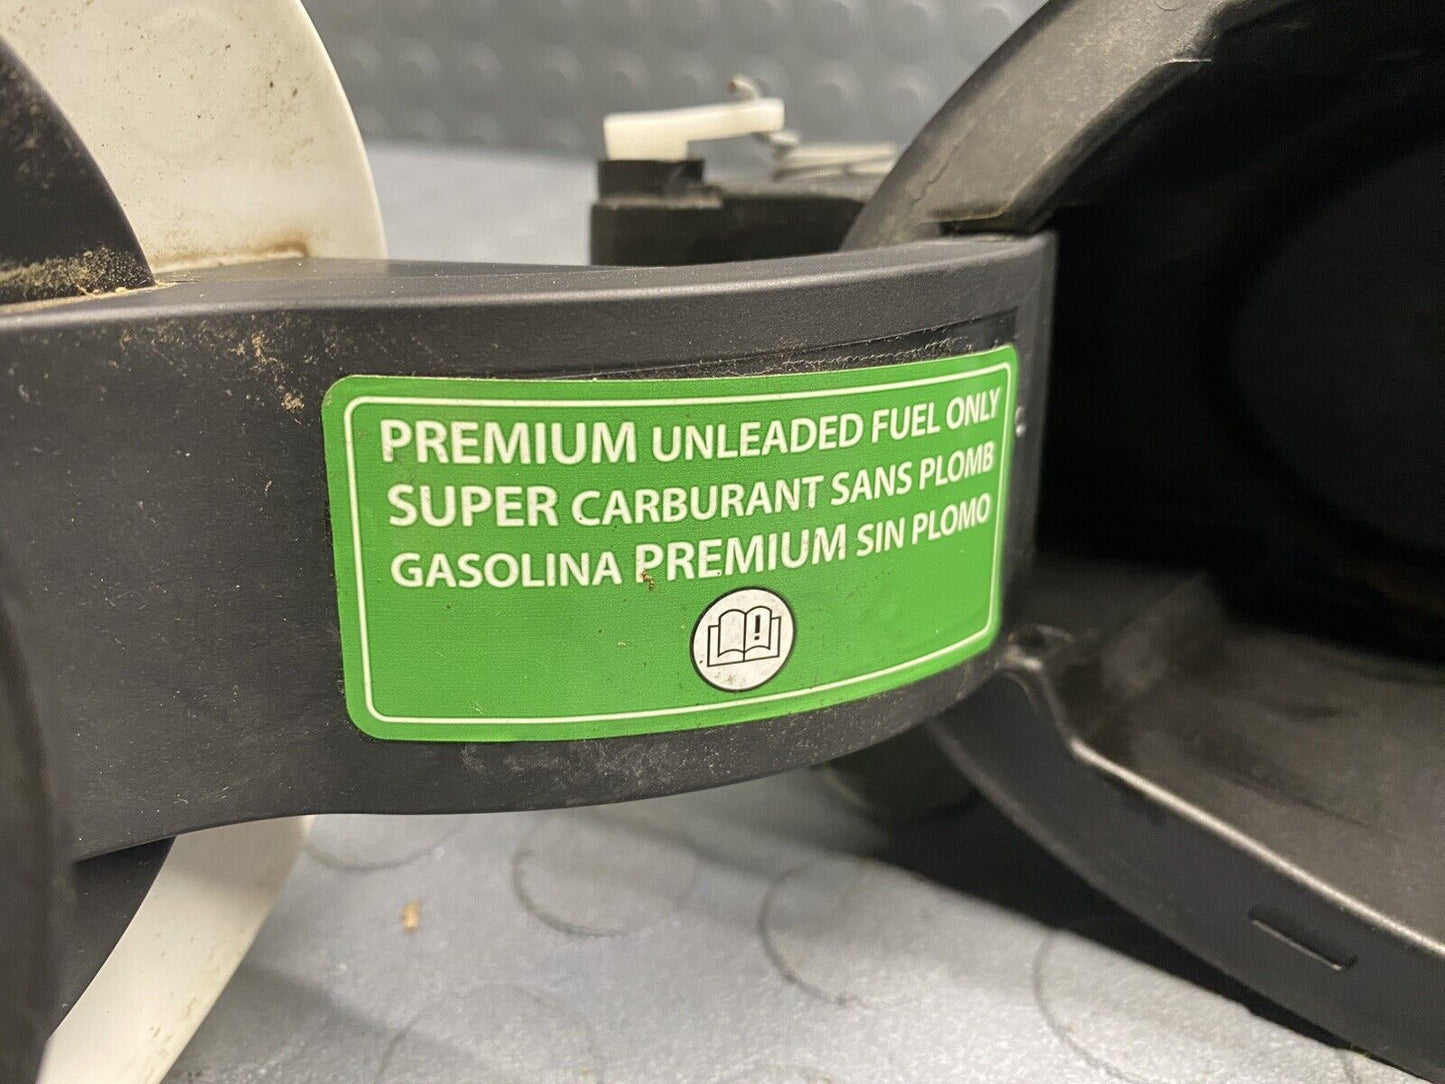 PREMIUM UNLEADED FUEL ONLY
SUPER CARBURANT SANS PLOMB
GASOLINA PREMIUM SIN PLOMO